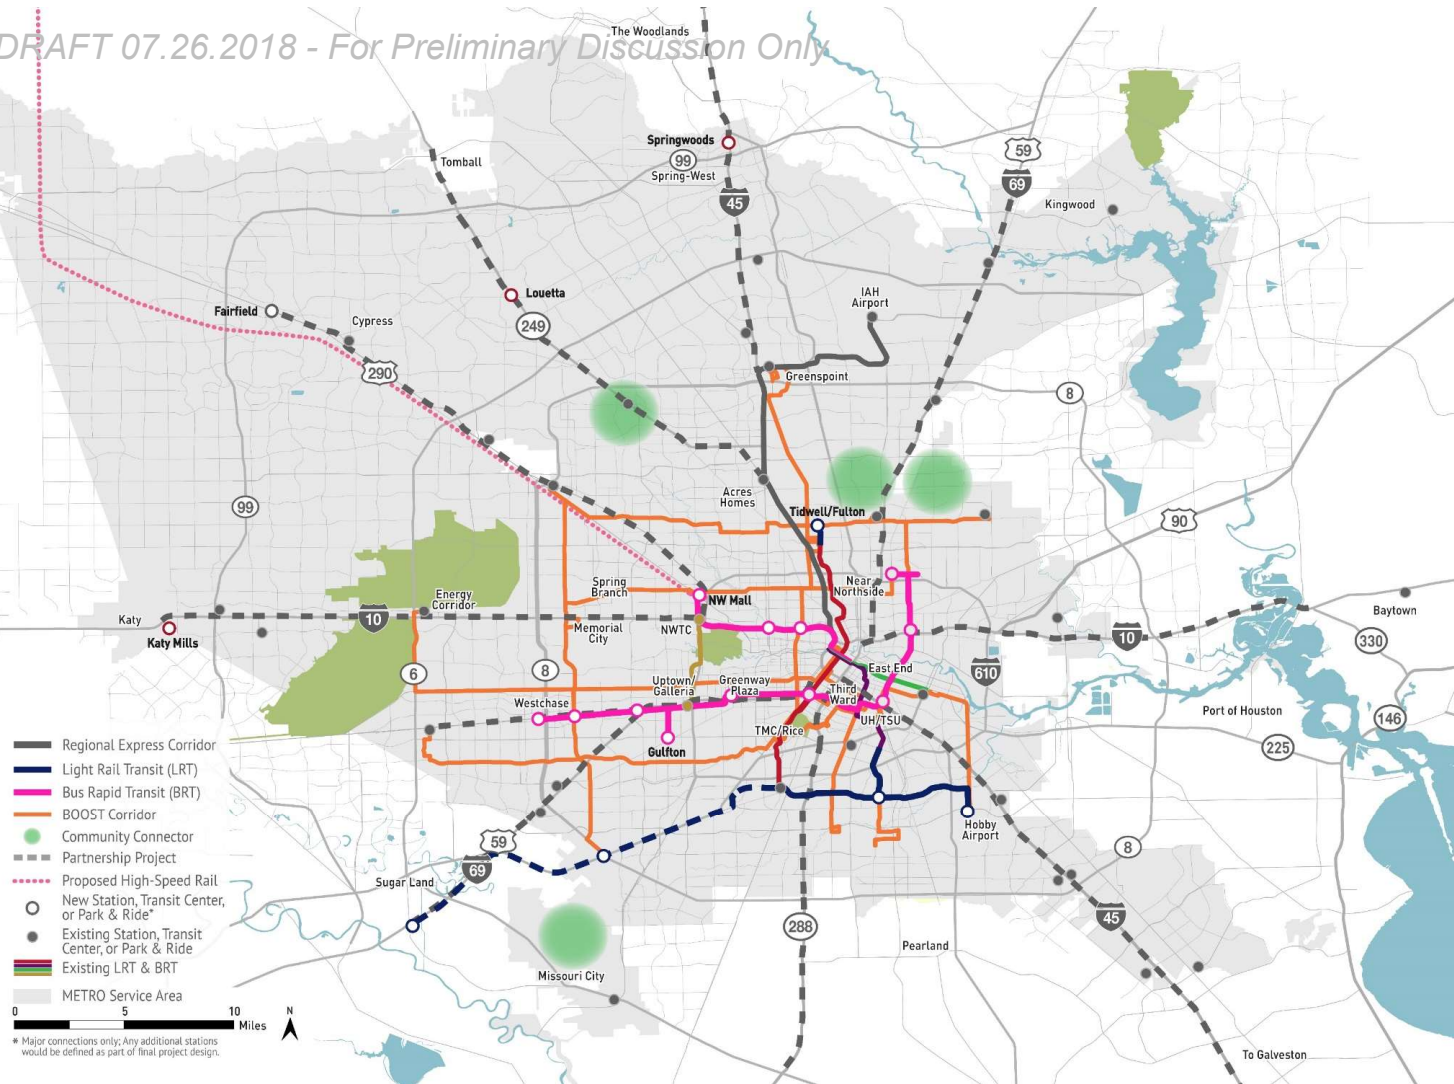 DRAFT 07.26.2018 - For Preliminary Discussion Only
The Woodlands
Springwoods
99
Spring-West
45
59
69
Kingwood
Tomball
Louetta
249
IAH
Airport
Fairfield
Cypress
290
Greenspoint
8
99
Acres
Homes
Tidwell/Fulton
90
Spring
Branch
NW Mall
Near
Northside
Energy
Corridor
Katy
Katy Mills
10
Memorial
City
NWTC
10
Baytown
330
6
8
Uptown/
Galleria
Greenway
Plaza
East End
Third
Ward
610
Westchase
Gulfton
TMC/Rice
UH/TSU
Port of Houston
146
225
Hobby
Airport
59
69
Sugar Land
8
45
288
Pearland
Missouri City
To Galveston
Regional Express Corridor
Light Rail Transit (LRT)
Bus Rapid Transit (BRT)
BOOST Corridor
Community Connector
Partnership Project
Proposed High-Speed Rail
New Station, Transit Center,
or Park & Ride*
Existing Station, Transit
Center, or Park & Ride
Existing LRT & BRT
METRO Service Area
0 5 10
Miles
N
* Major connections only; Any additional stations
would be defined as part of final project design.